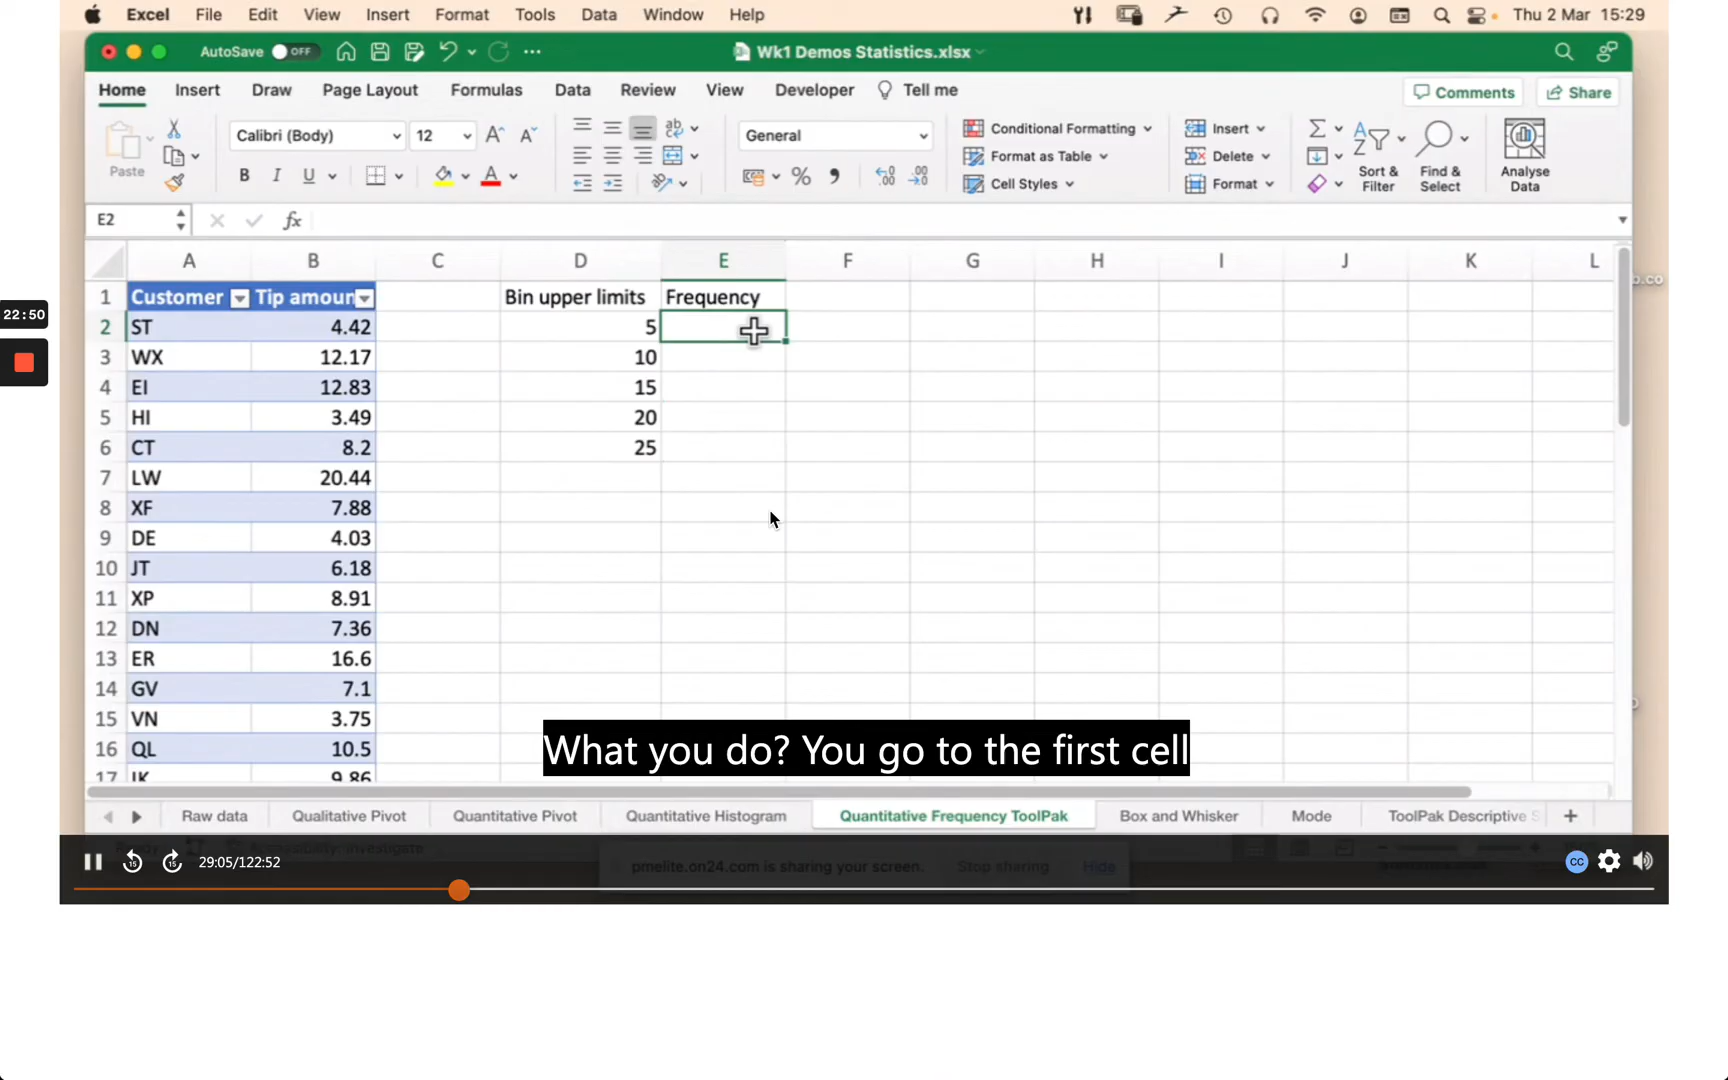 Excel File Edit View Insert Format Tools Data Window Help Thu 2 Mar 15:29
AutoSave OFF Wk1 Demos Statistics.xlsx
Home Insert Draw Page Layout Formulas Data Review View Developer Tell me Comments Share
Calibri (Body) 12 General Conditional Formatting Insert
Format as Table Delete
Paste B I U Cell Styles Format Sort & Filter Find & Select Analyse Data
E2 fx
A B C D E F G H I J K L
1 Customer Tip amoun Bin upper limits Frequency
22:50
2 ST 4.42 5
3 WX 12.17 10
4 EI 12.83 15
5 HI 3.49 20
6 CT 8.2 25
7 LW 20.44
8 XF 7.88
9 DE 4.03
10 JT 6.18
11 XP 8.91
12 DN 7.36
13 ER 16.6
14 GV 7.1
15 VN 3.75
16 QL 10.5
What you do? You go to the first cell
17 IK 9.86
Raw data Qualitative Pivot Quantitative Pivot Quantitative Histogram Quantitative Frequency ToolPak Box and Whisker Mode ToolPak Descriptive S
15 15 29:05/122:52 pmelite.on24.com is sharing your screen. Stop sharing Hide CC